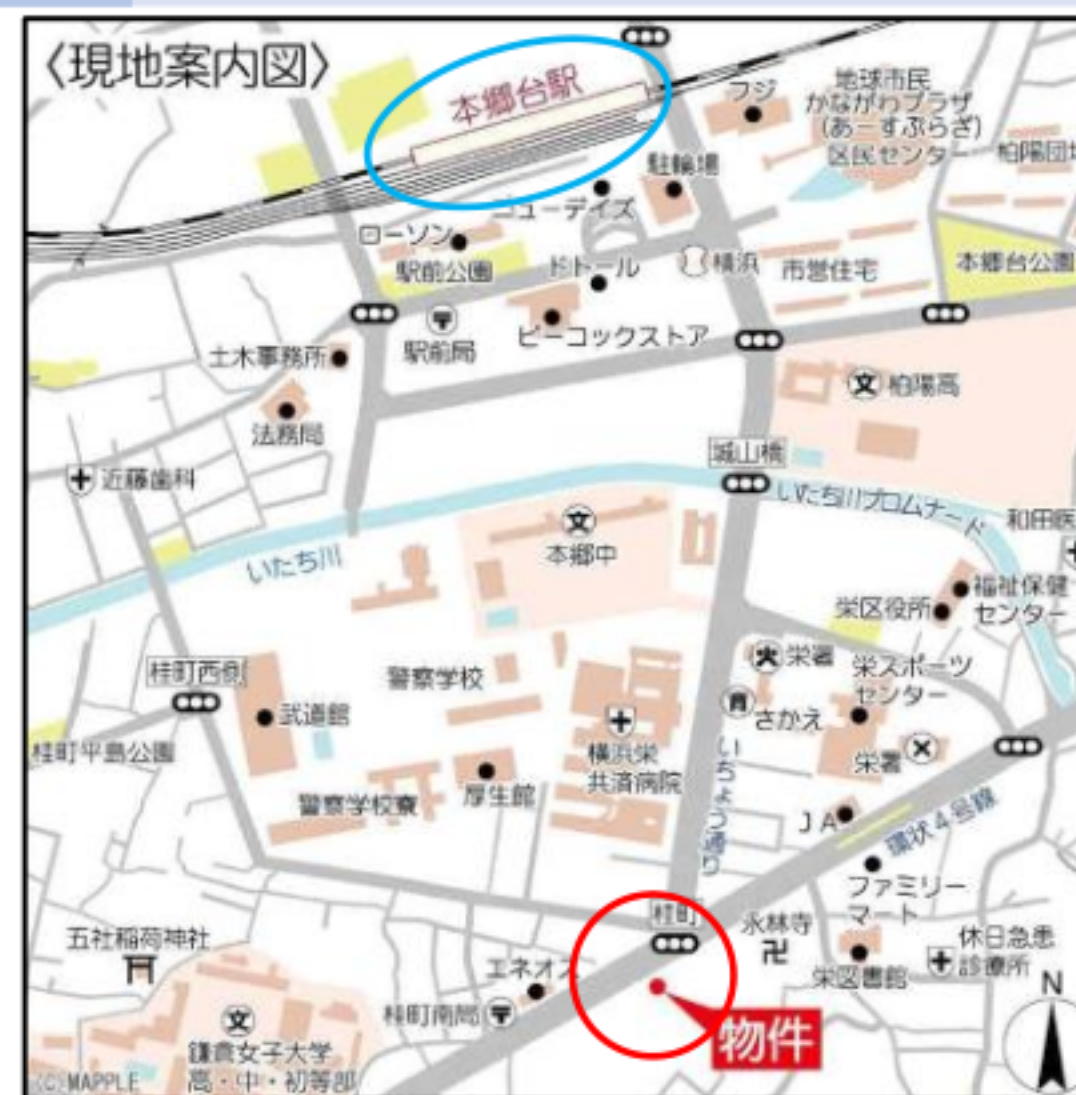 〈現地案内図〉
本郷台駅
フジ
地球市民
かながわプラザ
(あーすぷらざ)
区民センター
柏陽団地
駐輪場
ニューデイズ
ローソン
駅前公園
ドトール
横浜
市営住宅
本郷台公園
ピーコックストア
駅前局
土木事務所
法務局
柏陽高
城山橋
近藤歯科
いたち川プロムナード
和田医
本郷中
いたち川
福祉保健
センター
栄区役所
桂町西側
警察学校
栄署
栄スポーツ
センター
武道館
さかえ
桂町平島公園
横浜栄
共済病院
いちょう通り
栄署
厚生館
警察学校寮
JA
環状4号線
ファミリー
マート
桂町
永林寺
休日急患
診療所
五社稲荷神社
エネオス
栄図書館
N
桂町南局
物件
鎌倉女子大学
高・中・初等部
(C)MAPPLE